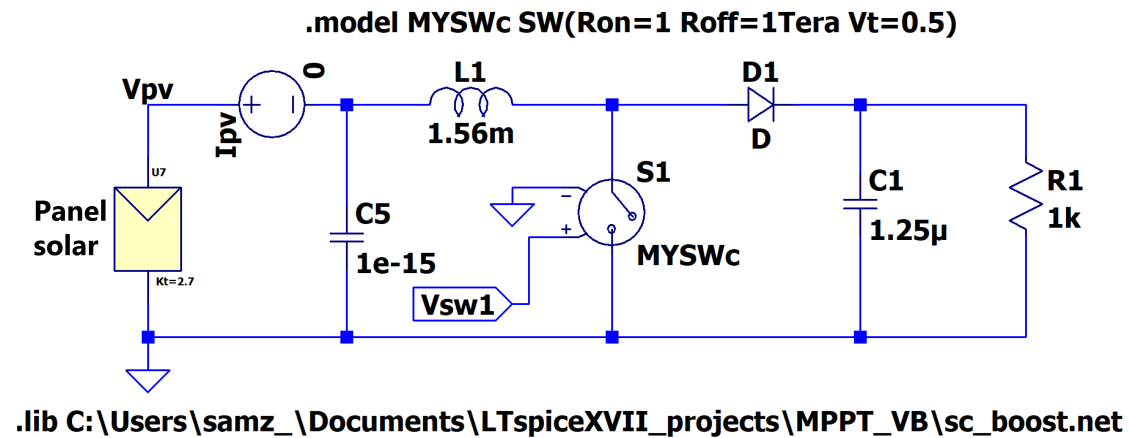 .model MYSWc SW(Ron=1 Roff=1Tera Vt=0.5)
Vpv
Ipv
0
L1
1.56m
D1
D
U7
Panel
solar
Kt=2.7
C5
1e-15
S1
MYSWc
Vsw1
C1
1.25µ
R1
1k
.lib C:\Users\samz_\Documents\LTspiceXVII_projects\MPPT_VB\sc_boost.net